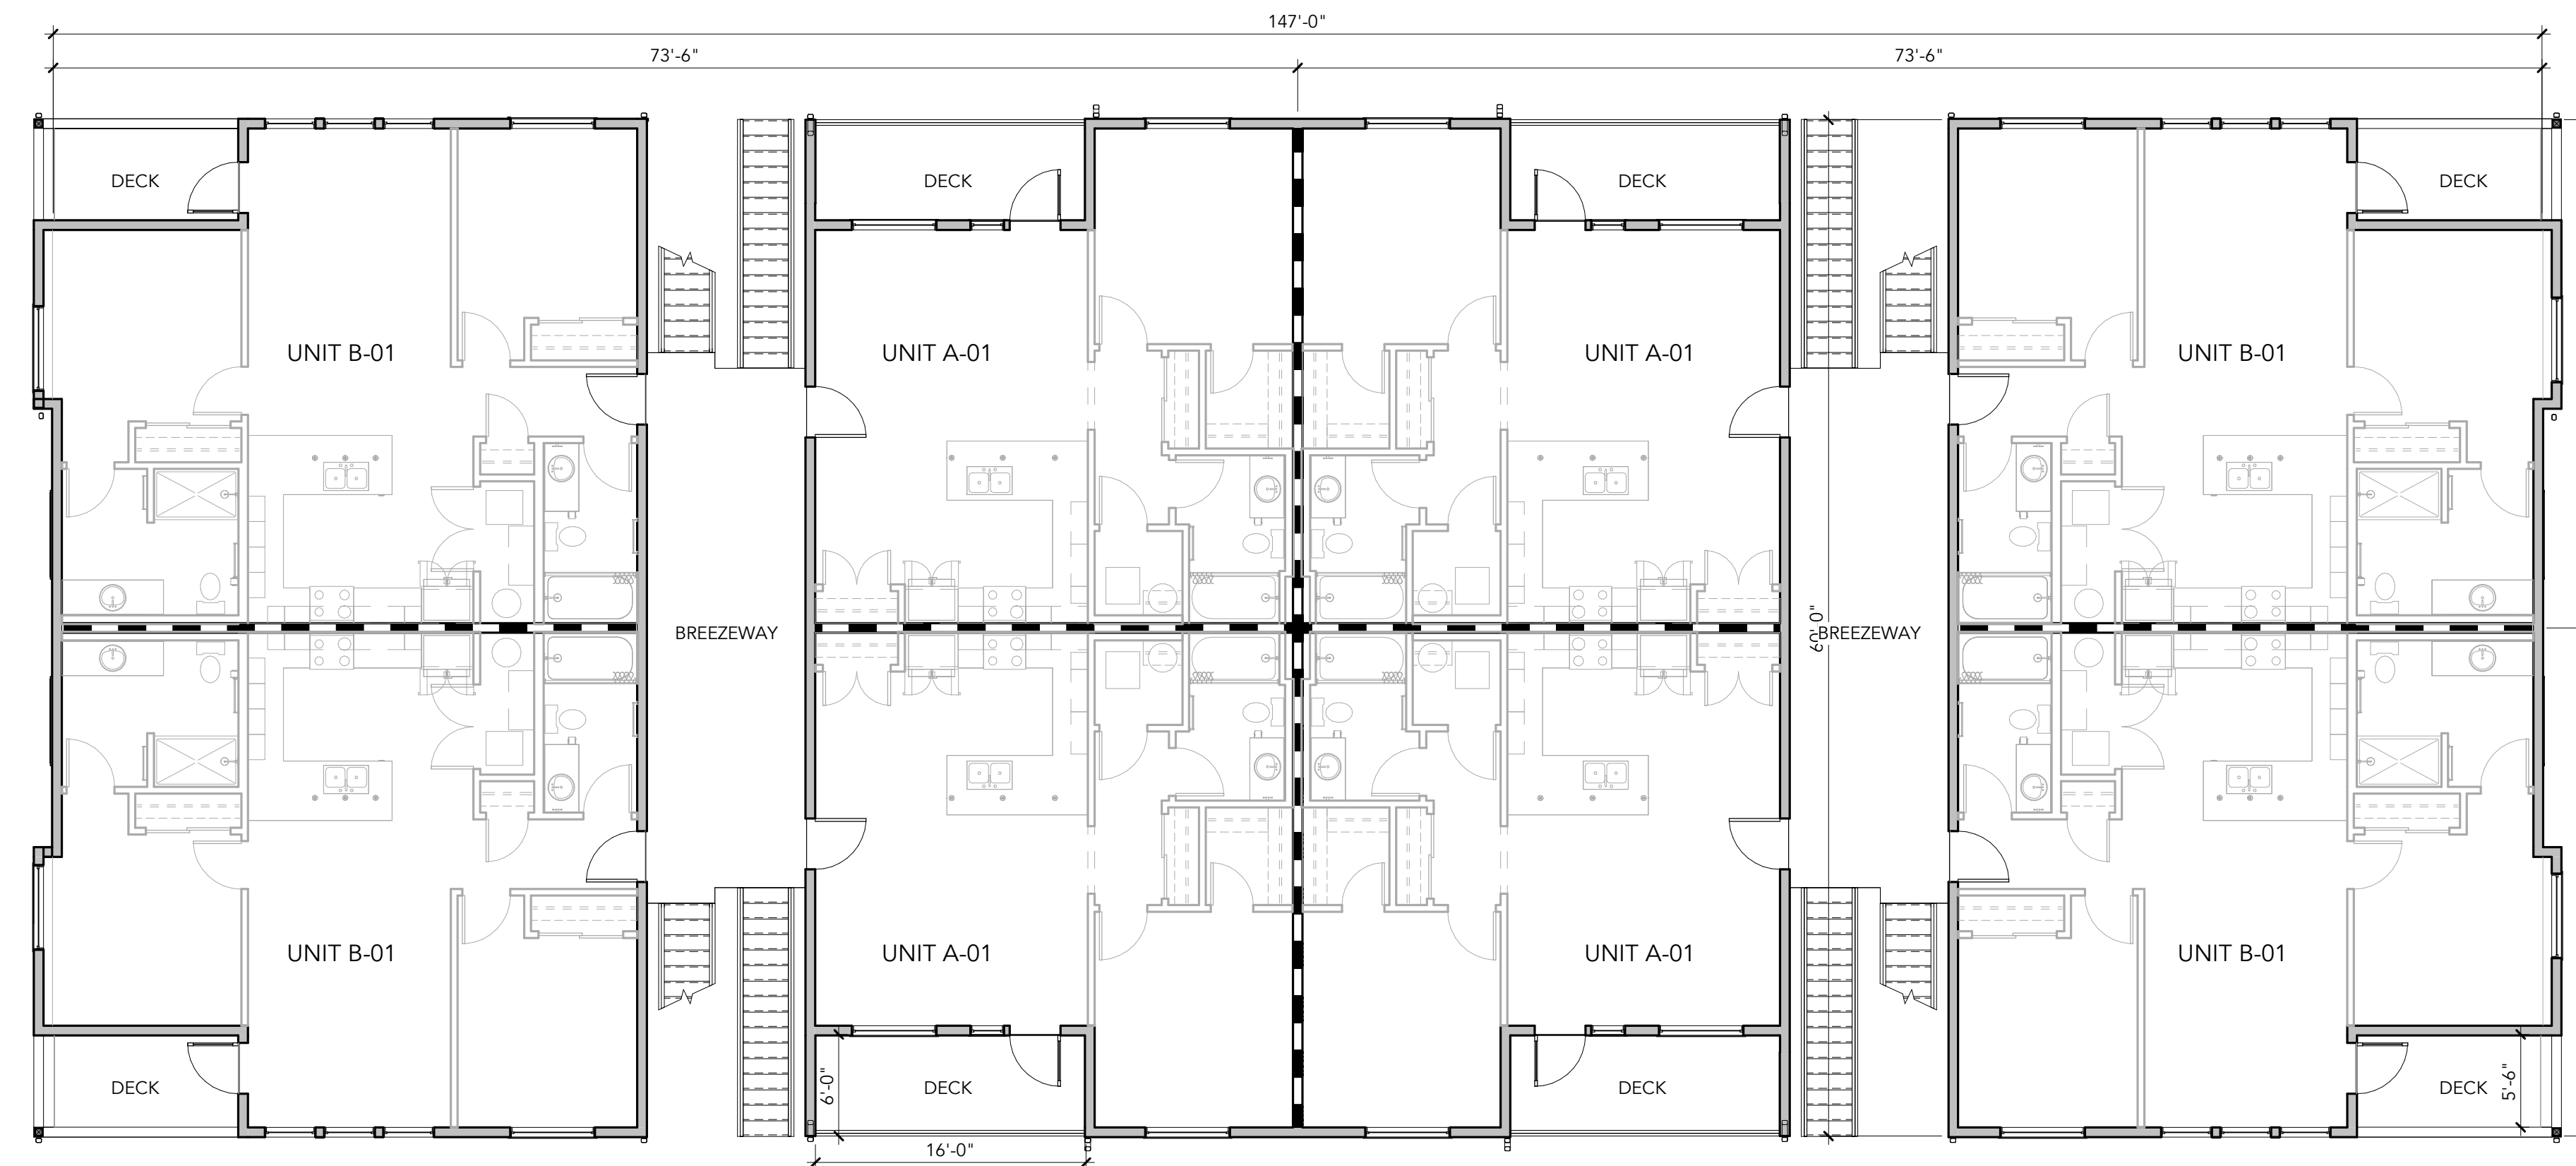 147'-0"
73'-6"
73'-6"
DECK
DECK
DECK
DECK
UNIT B-01
UNIT A-01
UNIT A-01
UNIT B-01
BREEZEWAY
60'-0"
BREEZEWAY
UNIT B-01
UNIT A-01
UNIT A-01
UNIT B-01
DECK
6'-0"
DECK
DECK
DECK
5'-6"
16'-0"